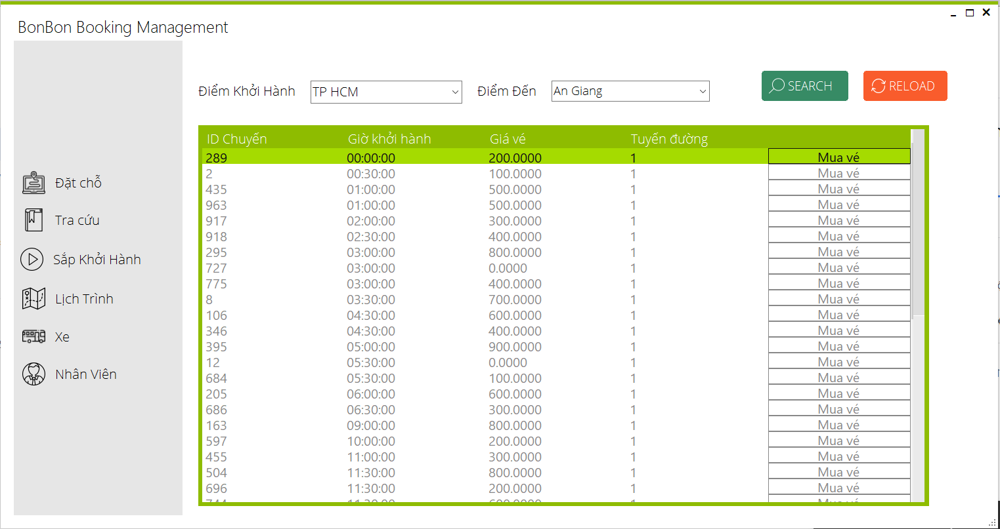 BonBon Booking Management
Điểm Khởi Hành TP HCM Điểm Đến An Giang SEARCH RELOAD
Đặt chỗ
Tra cứu
Sắp Khởi Hành
Lịch Trình
Xe
Nhân Viên
ID Chuyến Giờ khởi hành Giá vé Tuyến đường
289 00:00:00 200.0000 1 Mua vé
2 00:30:00 100.0000 1 Mua vé
435 01:00:00 500.0000 1 Mua vé
963 01:00:00 500.0000 1 Mua vé
917 02:00:00 300.0000 1 Mua vé
918 02:30:00 400.0000 1 Mua vé
295 03:00:00 800.0000 1 Mua vé
727 03:00:00 0.0000 1 Mua vé
775 03:00:00 400.0000 1 Mua vé
8 03:30:00 700.0000 1 Mua vé
106 04:30:00 600.0000 1 Mua vé
346 04:30:00 400.0000 1 Mua vé
395 05:00:00 900.0000 1 Mua vé
12 05:30:00 0.0000 1 Mua vé
684 05:30:00 100.0000 1 Mua vé
205 06:00:00 600.0000 1 Mua vé
686 06:30:00 300.0000 1 Mua vé
163 09:00:00 800.0000 1 Mua vé
597 10:00:00 200.0000 1 Mua vé
455 11:00:00 300.0000 1 Mua vé
504 11:30:00 800.0000 1 Mua vé
696 11:30:00 200.0000 1 Mua vé